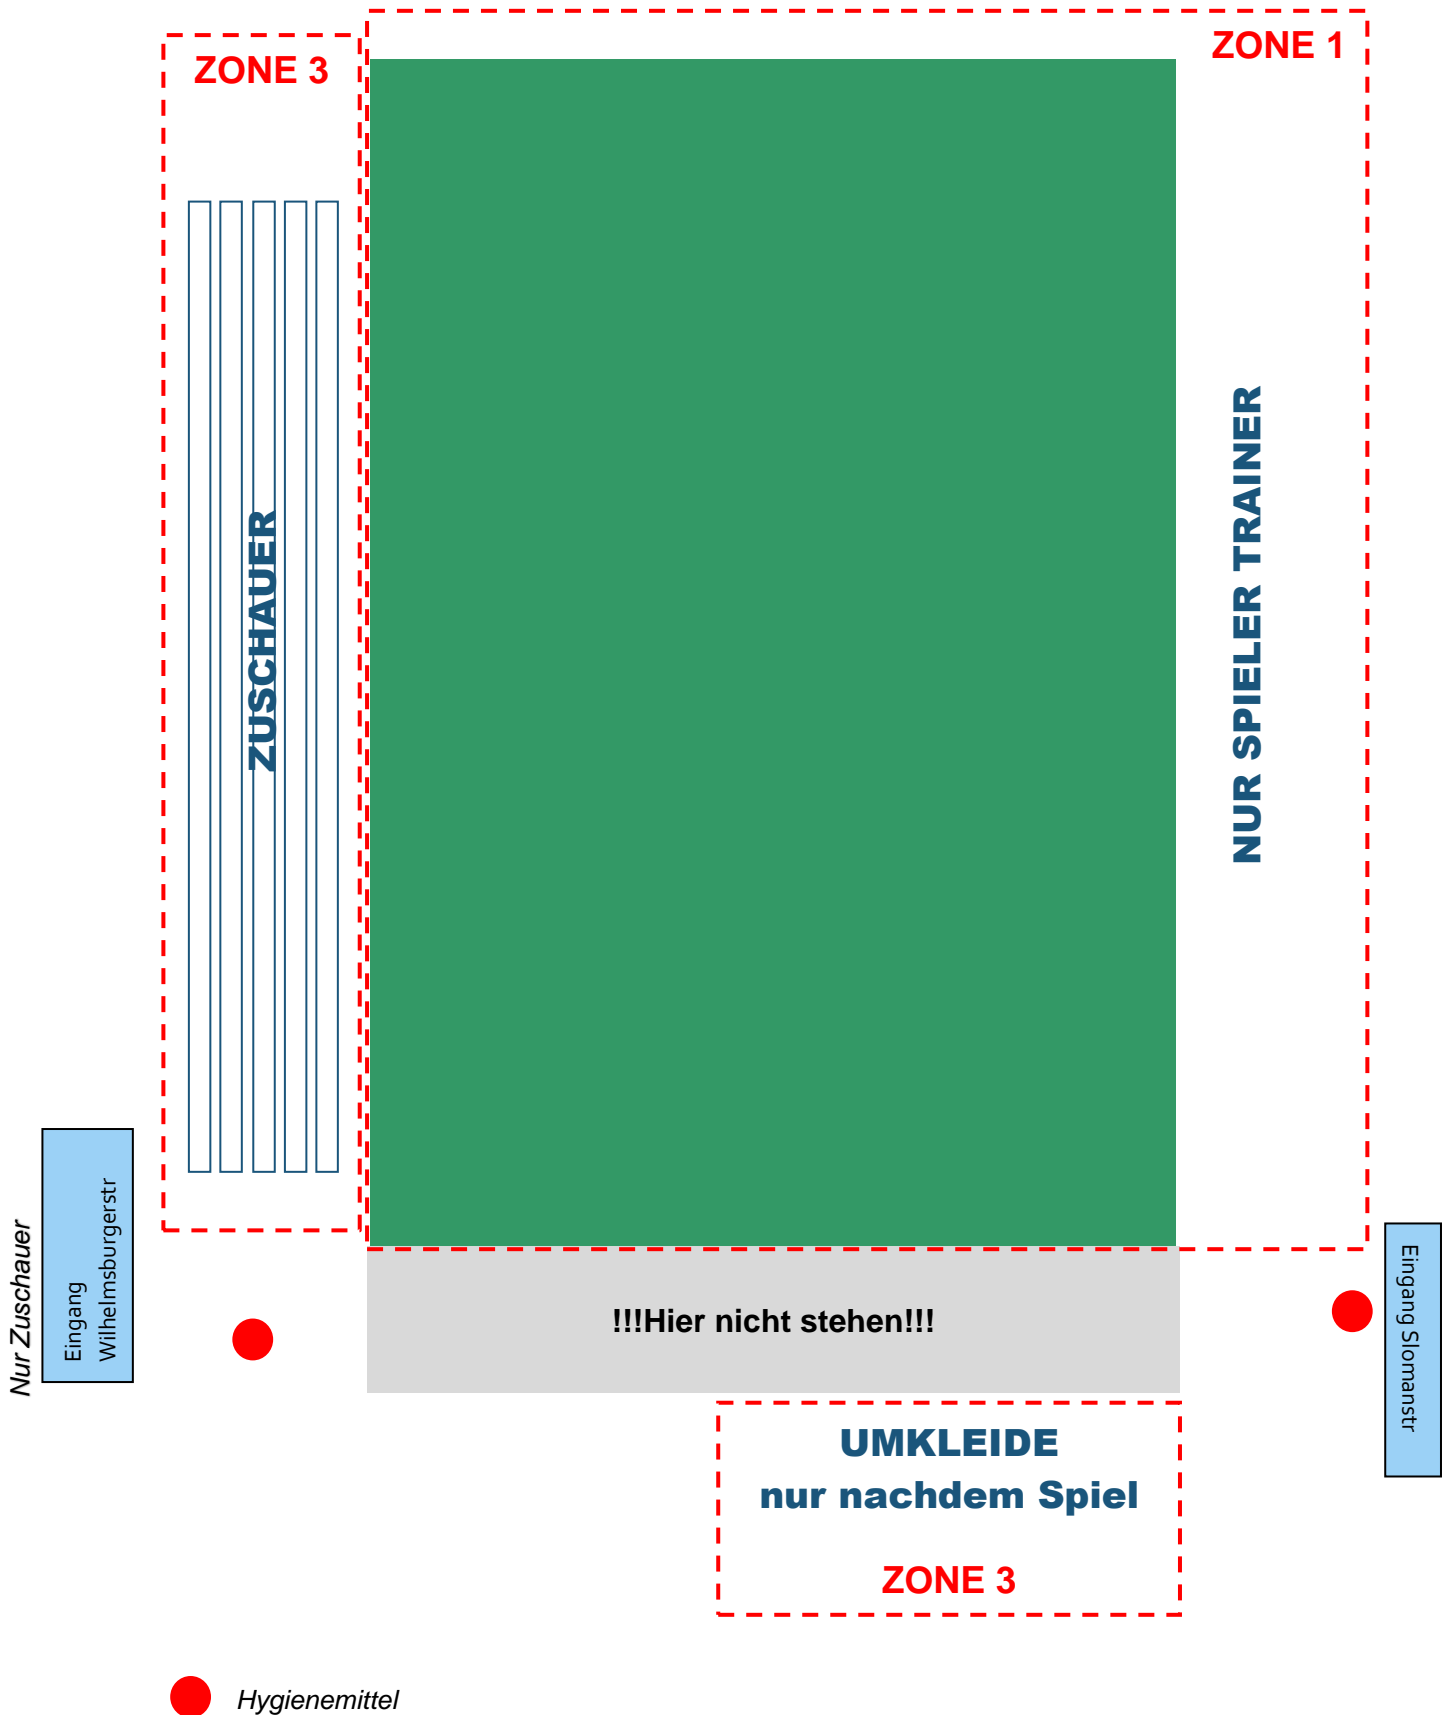 ZONE 1
ZONE 3
ZUSCHAUER
NUR SPIELER TRAINER
Nur Zuschauer
Eingang
Wilhelmsburgerstr
!!!Hier nicht stehen!!!
Eingang Slomanstr
UMKLEIDE
nur nachdem Spiel
ZONE 3
Hygienemittel